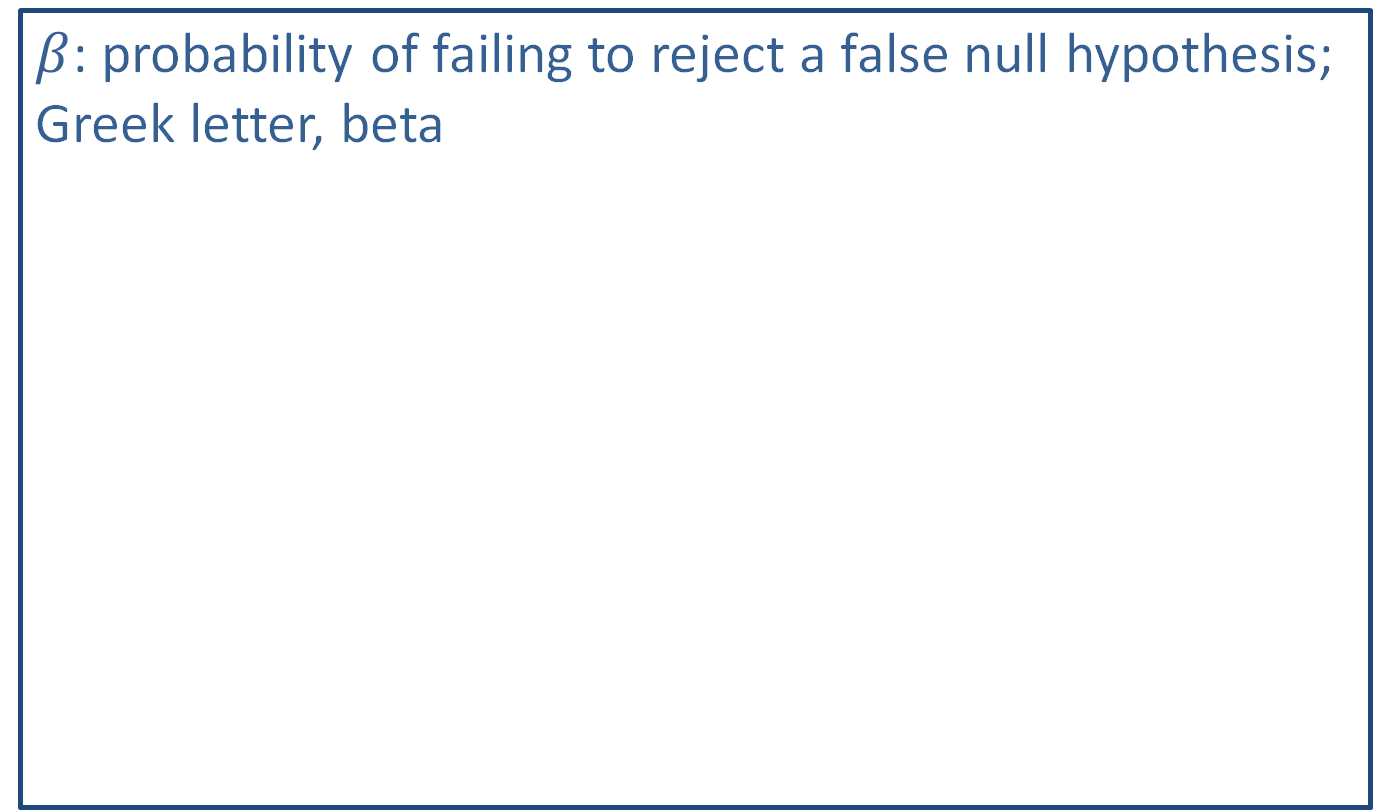 β: probability of failing to reject a false null hypothesis;
Greek letter, beta